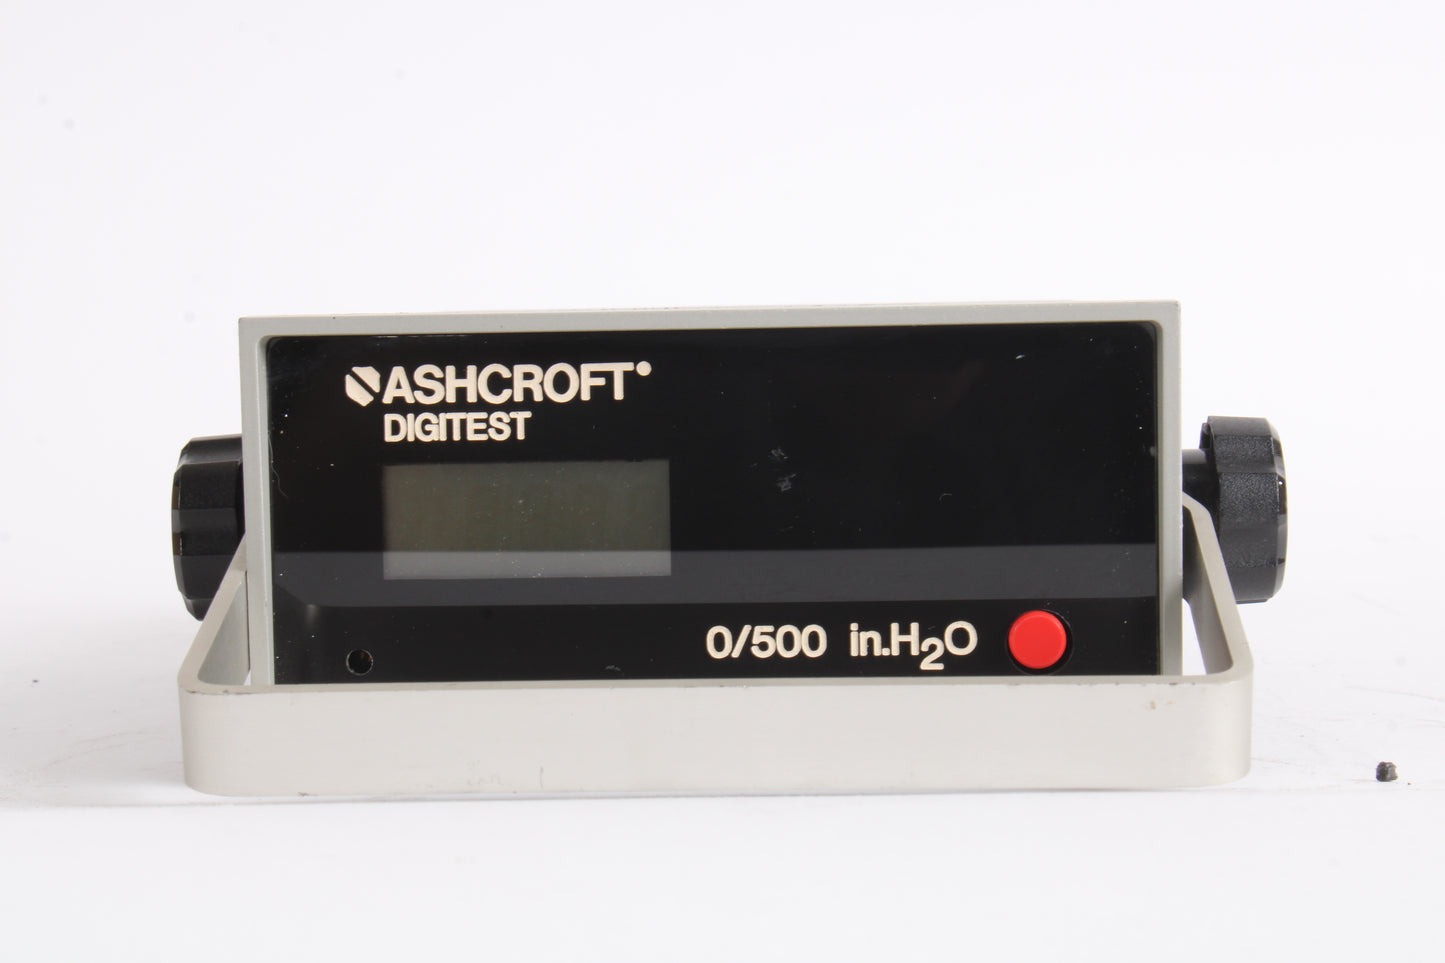 ASHCROFT
DIGITEST
0/500 in.H₂O